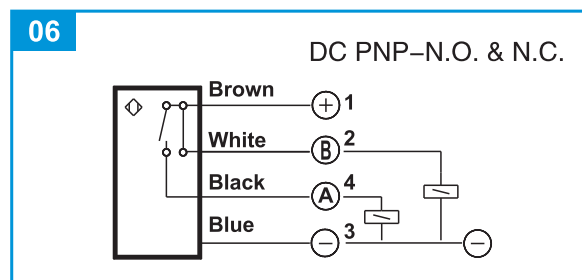 06
DC PNP–N.O. & N.C.
Brown + 1
White B 2
Black A 4
Blue − 3 −